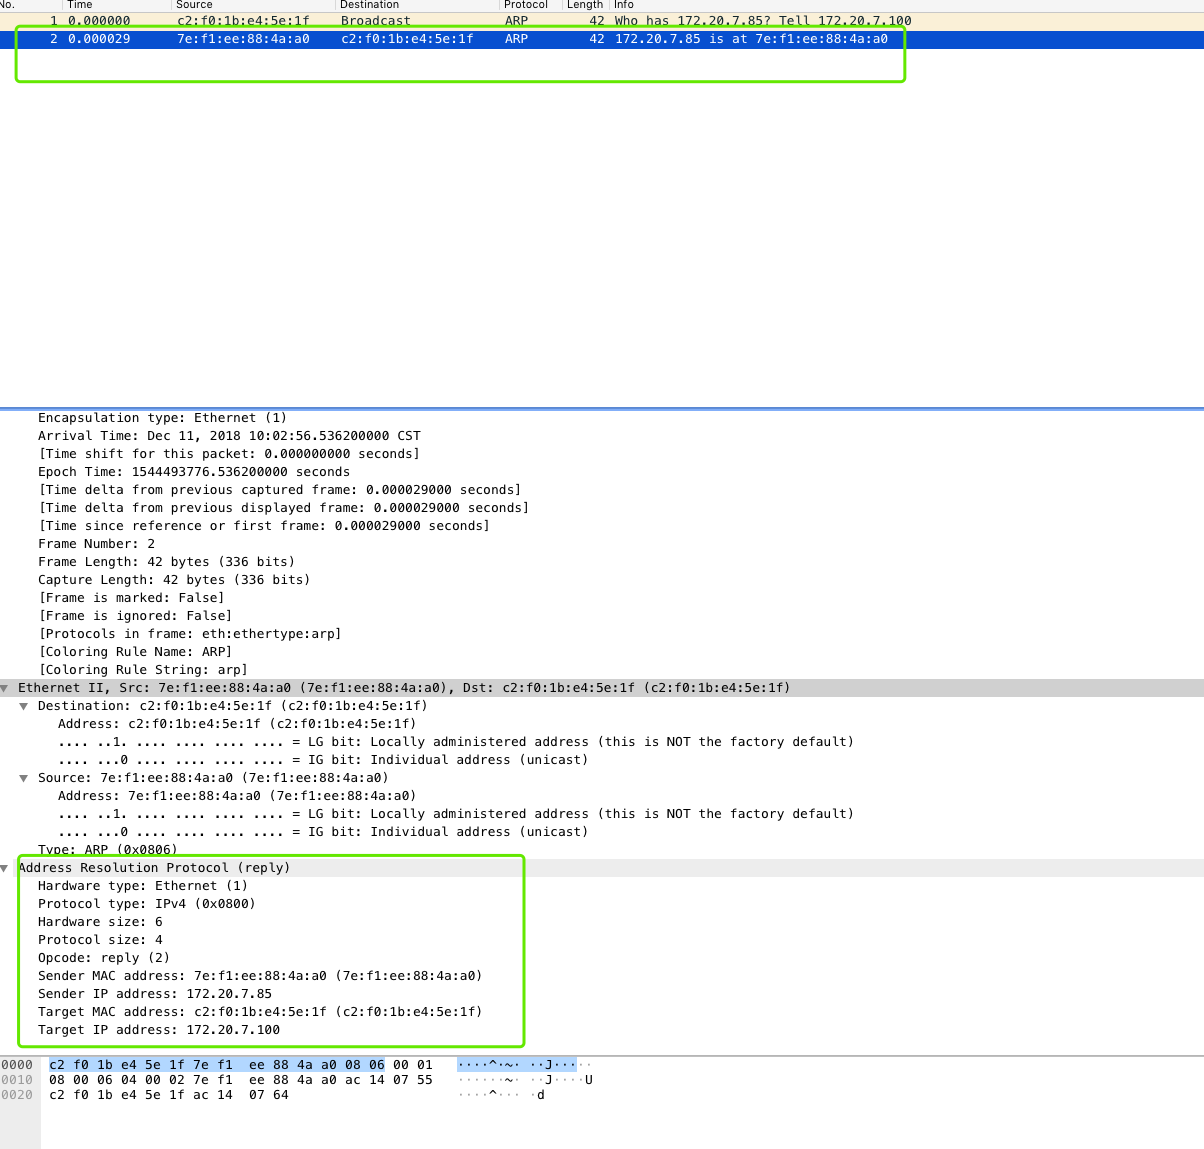 No. Time Source Destination Protocol Length Info
1 0.000000 c2:f0:1b:e4:5e:1f Broadcast ARP 42 Who has 172.20.7.85? Tell 172.20.7.100
2 0.000029 7e:f1:ee:88:4a:a0 c2:f0:1b:e4:5e:1f ARP 42 172.20.7.85 is at 7e:f1:ee:88:4a:a0
Encapsulation type: Ethernet (1)
Arrival Time: Dec 11, 2018 10:02:56.536200000 CST
[Time shift for this packet: 0.000000000 seconds]
Epoch Time: 1544493776.536200000 seconds
[Time delta from previous captured frame: 0.000029000 seconds]
[Time delta from previous displayed frame: 0.000029000 seconds]
[Time since reference or first frame: 0.000029000 seconds]
Frame Number: 2
Frame Length: 42 bytes (336 bits)
Capture Length: 42 bytes (336 bits)
[Frame is marked: False]
[Frame is ignored: False]
[Protocols in frame: eth:ethertype:arp]
[Coloring Rule Name: ARP]
[Coloring Rule String: arp]
Ethernet II, Src: 7e:f1:ee:88:4a:a0 (7e:f1:ee:88:4a:a0), Dst: c2:f0:1b:e4:5e:1f (c2:f0:1b:e4:5e:1f)
Destination: c2:f0:1b:e4:5e:1f (c2:f0:1b:e4:5e:1f)
Address: c2:f0:1b:e4:5e:1f (c2:f0:1b:e4:5e:1f)
.... ..1. .... .... .... .... = LG bit: Locally administered address (this is NOT the factory default)
.... ...0 .... .... .... .... = IG bit: Individual address (unicast)
Source: 7e:f1:ee:88:4a:a0 (7e:f1:ee:88:4a:a0)
Address: 7e:f1:ee:88:4a:a0 (7e:f1:ee:88:4a:a0)
.... ..1. .... .... .... .... = LG bit: Locally administered address (this is NOT the factory default)
.... ...0 .... .... .... .... = IG bit: Individual address (unicast)
Type: ARP (0x0806)
Address Resolution Protocol (reply)
Hardware type: Ethernet (1)
Protocol type: IPv4 (0x0800)
Hardware size: 6
Protocol size: 4
Opcode: reply (2)
Sender MAC address: 7e:f1:ee:88:4a:a0 (7e:f1:ee:88:4a:a0)
Sender IP address: 172.20.7.85
Target MAC address: c2:f0:1b:e4:5e:1f (c2:f0:1b:e4:5e:1f)
Target IP address: 172.20.7.100
0000 c2 f0 1b e4 5e 1f 7e f1 ee 88 4a a0 08 06 00 01 ····^·~· ··J·····
0010 08 00 06 04 00 02 7e f1 ee 88 4a a0 ac 14 07 55 ······~· ··J····U
0020 c2 f0 1b e4 5e 1f ac 14 07 64 ····^··· ·d